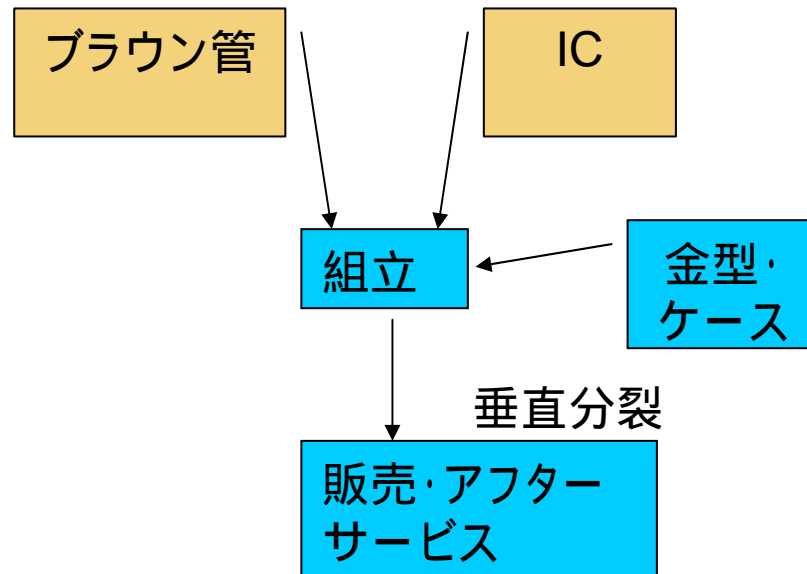 ブラウン管
IC
組立
金型・
ケース
垂直分裂
販売・アフター
サービス